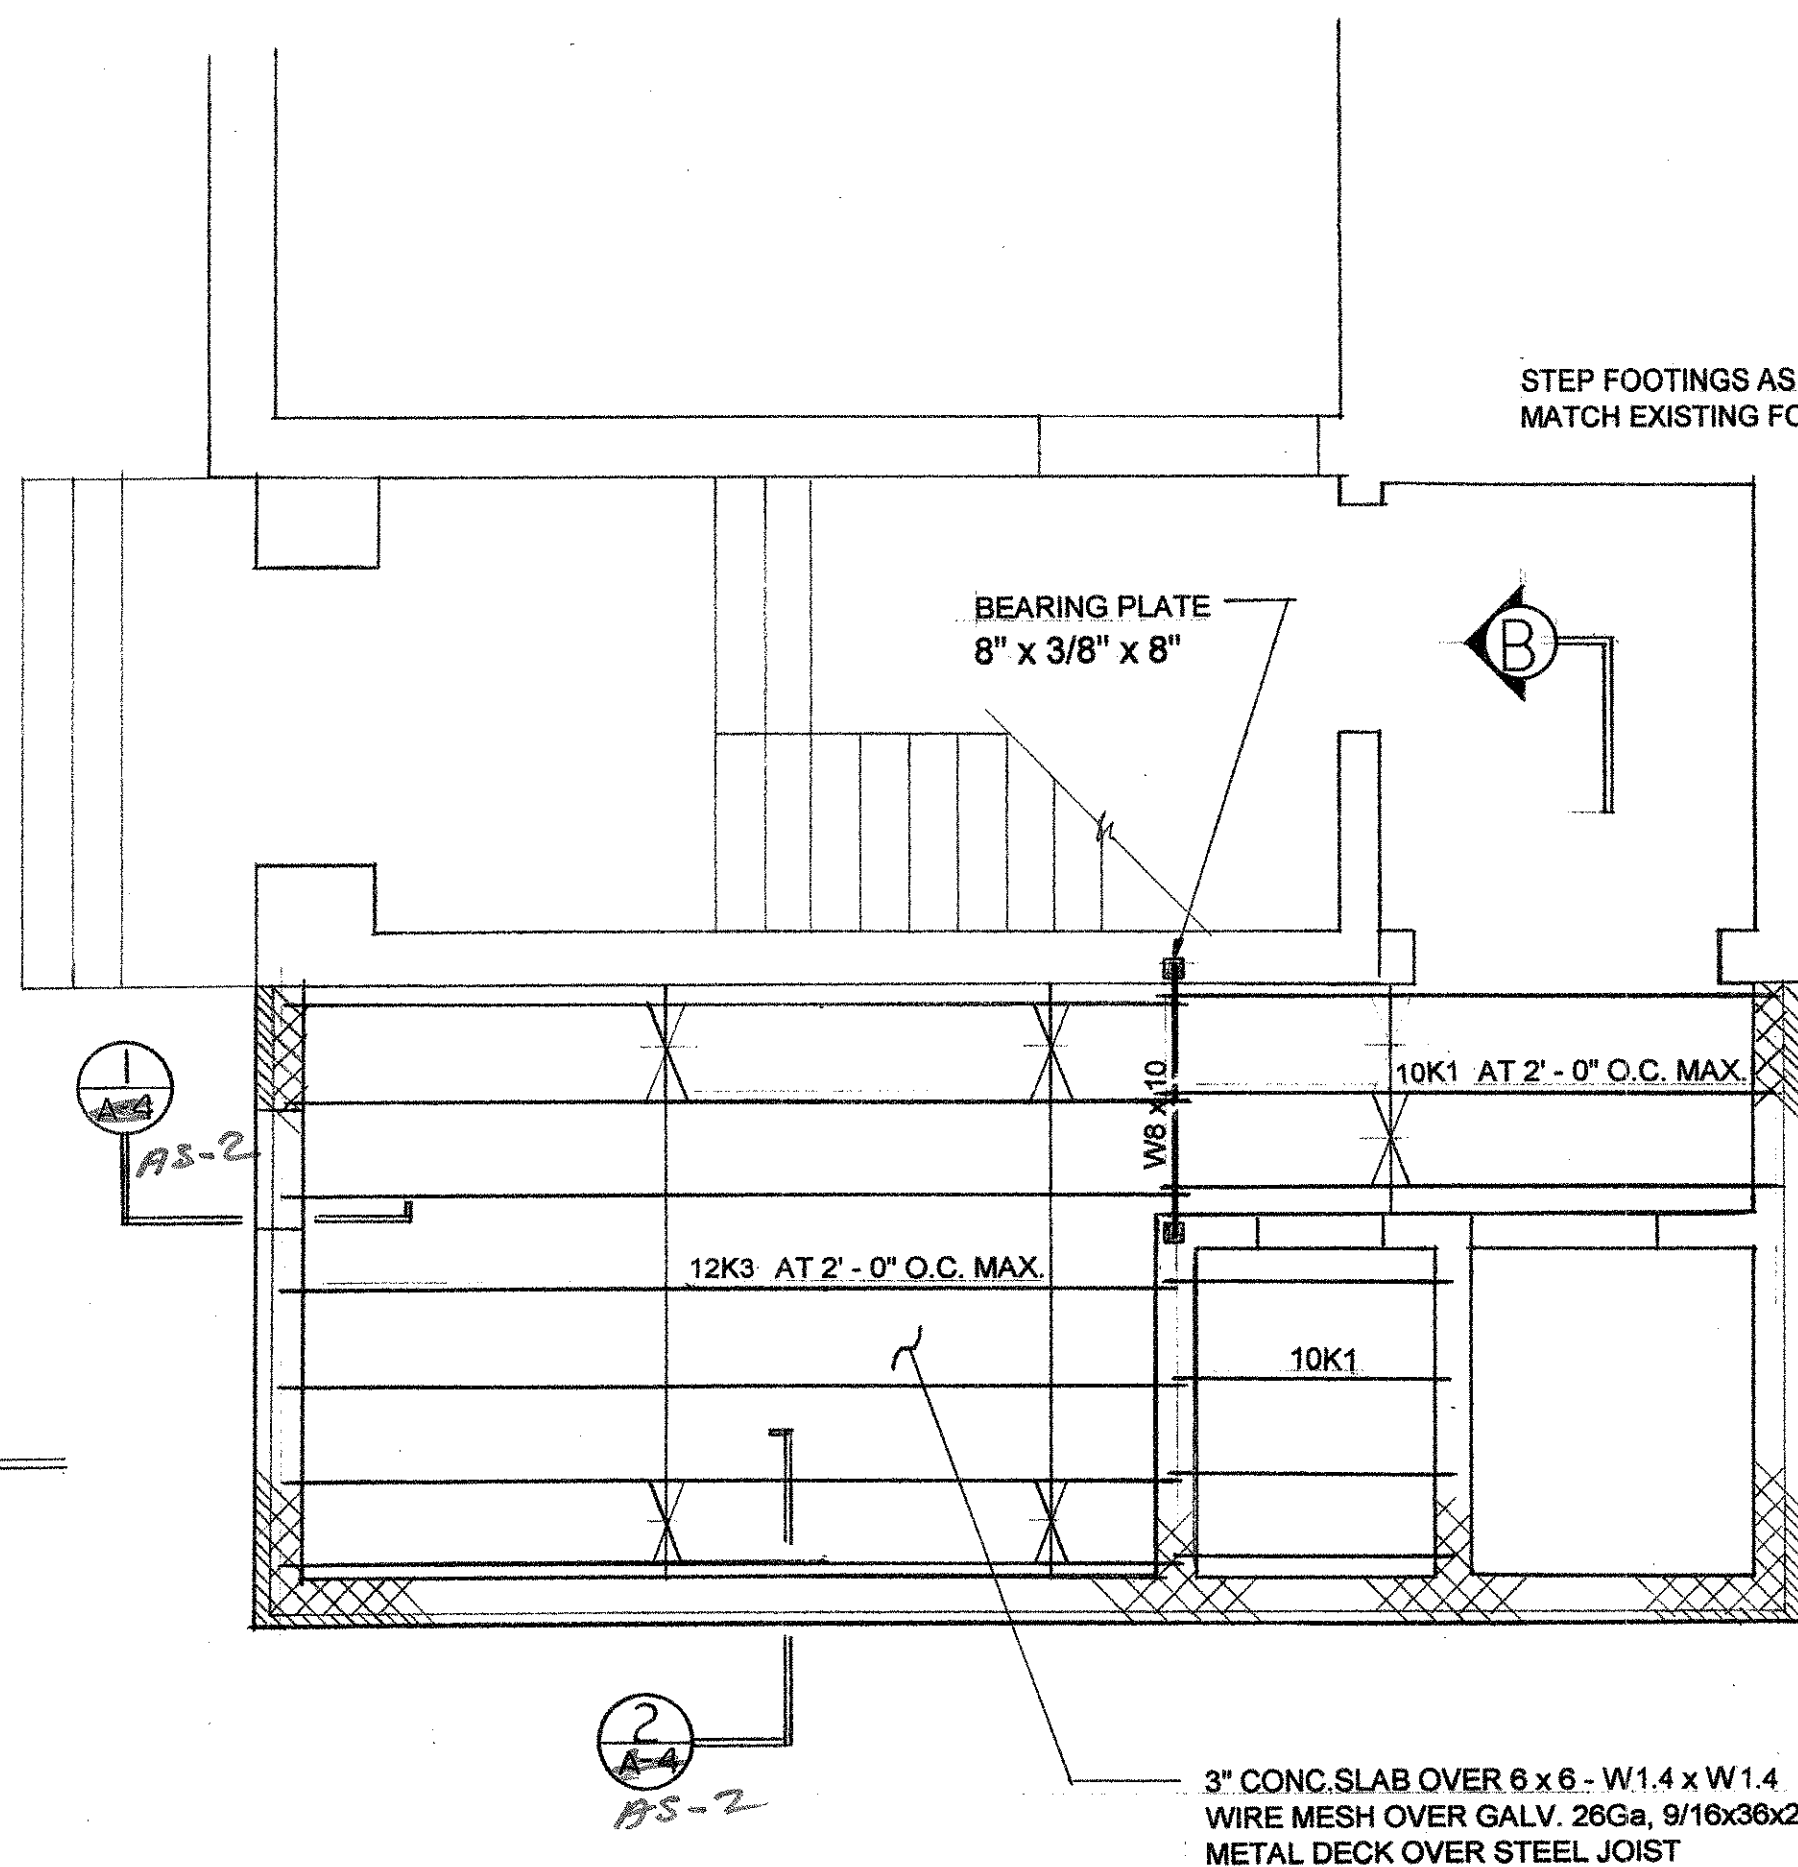 STEP FOOTINGS AS
MATCH EXISTING FO
BEARING PLATE
8" x 3/8" x 8"
B
1
A-4
AS-2
W8 x 10
10K1 AT 2' - 0" O.C. MAX.
12K3 AT 2' - 0" O.C. MAX.
10K1
2
A-4
AS-2
3" CONC.SLAB OVER 6 x 6 - W1.4 x W1.4
WIRE MESH OVER GALV. 26Ga, 9/16x36x2
METAL DECK OVER STEEL JOIST